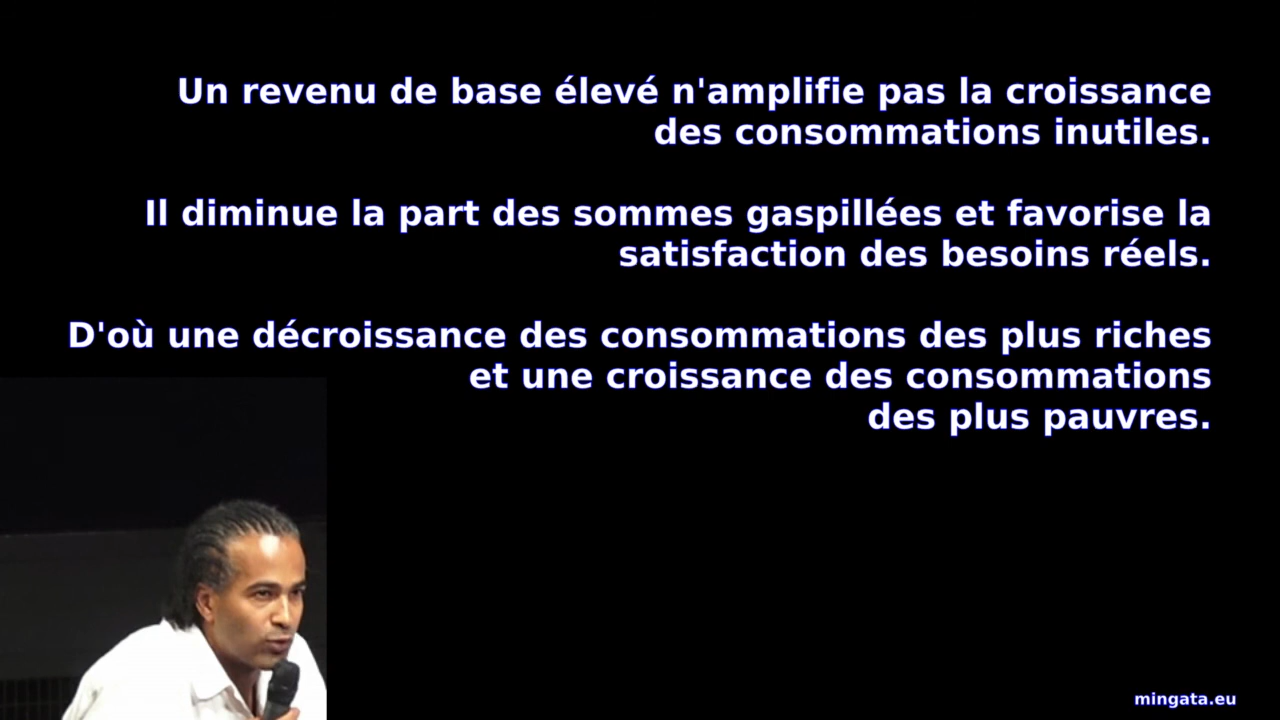 Un revenu de base élevé n'amplifie pas la croissance
des consommations inutiles.
Il diminue la part des sommes gaspillées et favorise la
satisfaction des besoins réels.
D'où une décroissance des consommations des plus riches
et une croissance des consommations
des plus pauvres.
mingata.eu